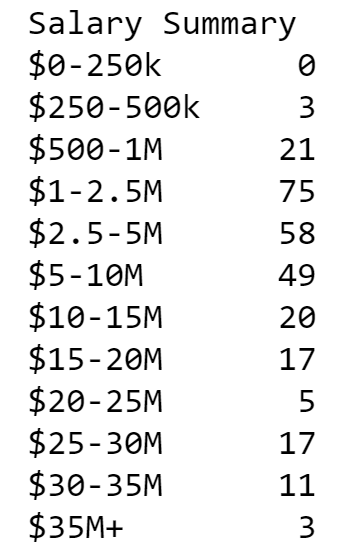 Salary Summary
$0-250k 0
$250-500k 3
$500-1M 21
$1-2.5M 75
$2.5-5M 58
$5-10M 49
$10-15M 20
$15-20M 17
$20-25M 5
$25-30M 17
$30-35M 11
$35M+ 3